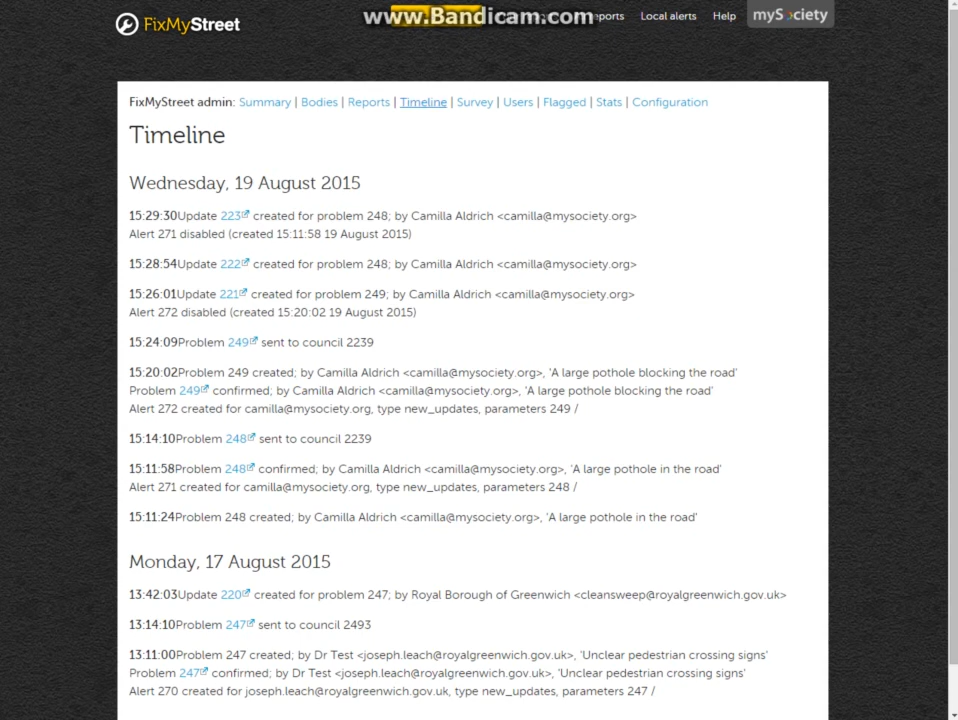 FixMyStreet
www.Bandicam.com
Local alerts
Help
mySociety
FixMyStreet admin: Summary | Bodies | Reports | Timeline | Survey | Users | Flagged | Stats | Configuration
Timeline
Wednesday, 19 August 2015
15:29:30Update 223 created for problem 248; by Camilla Aldrich <camilla@mysociety.org>
Alert 271 disabled (created 15:11:58 19 August 2015)
15:28:54Update 222 created for problem 248; by Camilla Aldrich <camilla@mysociety.org>
15:26:01Update 221 created for problem 249; by Camilla Aldrich <camilla@mysociety.org>
Alert 272 disabled (created 15:20:02 19 August 2015)
15:24:09Problem 249 sent to council 2239
15:20:02Problem 249 created; by Camilla Aldrich <camilla@mysociety.org>, 'A large pothole blocking the road'
Problem 249 confirmed; by Camilla Aldrich <camilla@mysociety.org>, 'A large pothole blocking the road'
Alert 272 created for camilla@mysociety.org, type new_updates, parameters 249 /
15:14:10Problem 248 sent to council 2239
15:11:58Problem 248 confirmed; by Camilla Aldrich <camilla@mysociety.org>, 'A large pothole in the road'
Alert 271 created for camilla@mysociety.org, type new_updates, parameters 248 /
15:11:24Problem 248 created; by Camilla Aldrich <camilla@mysociety.org>, 'A large pothole in the road'
Monday, 17 August 2015
13:42:03Update 220 created for problem 247; by Royal Borough of Greenwich <cleansweep@royalgreenwich.gov.uk>
13:14:10Problem 247 sent to council 2493
13:11:00Problem 247 created; by Dr Test <joseph.leach@royalgreenwich.gov.uk>, 'Unclear pedestrian crossing signs'
Problem 247 confirmed; by Dr Test <joseph.leach@royalgreenwich.gov.uk>, 'Unclear pedestrian crossing signs'
Alert 270 created for joseph.leach@royalgreenwich.gov.uk, type new_updates, parameters 247 /